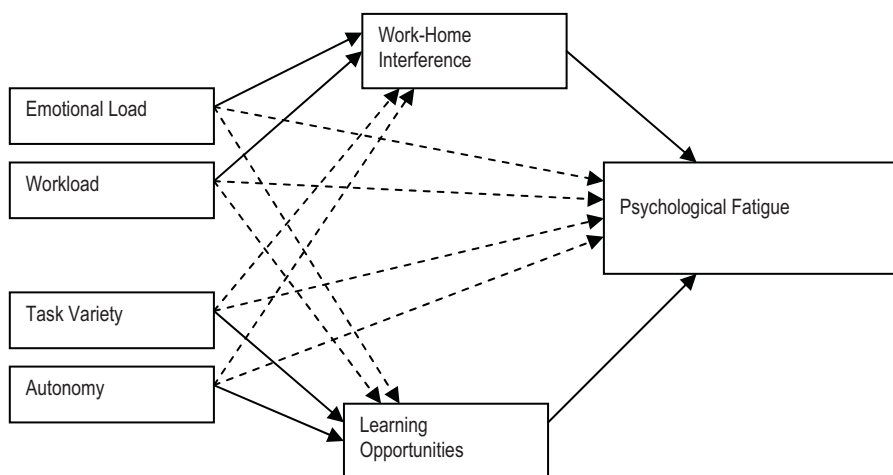 Work-Home
Interference
Emotional Load
Workload
Psychological Fatigue
Task Variety
Autonomy
Learning
Opportunities